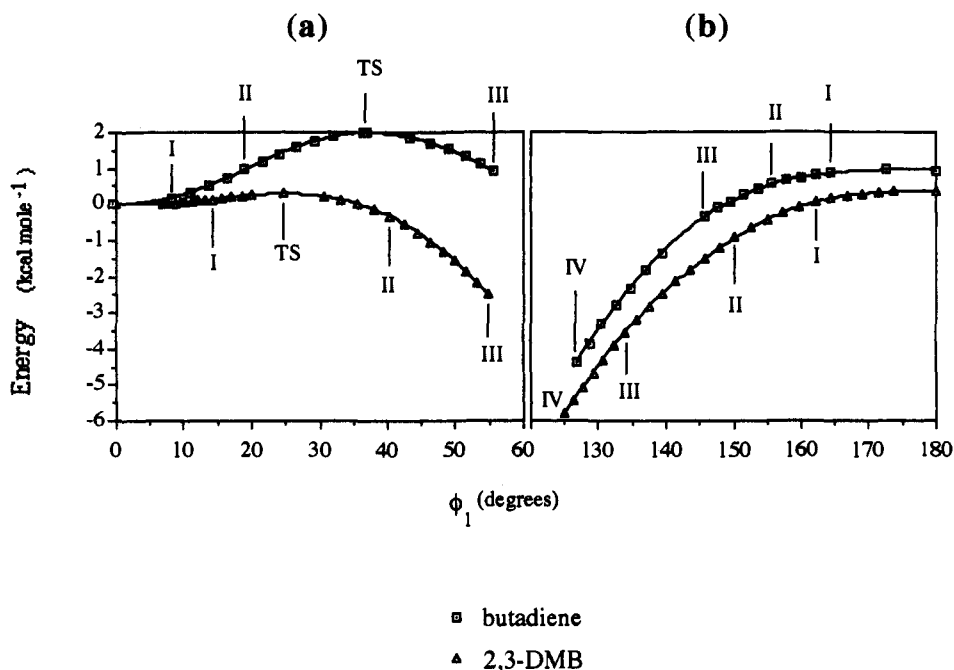 (a) (b)
TS
II III I
I II
III
2
1
0
-1
-2
-3
-4
-5
-6
Energy (kcal mole -1)
I TS II III
IV III II I
IV
0 10 20 30 40 50 60 130 140 150 160 170 180
ϕ1 (degrees)
butadiene
2,3-DMB